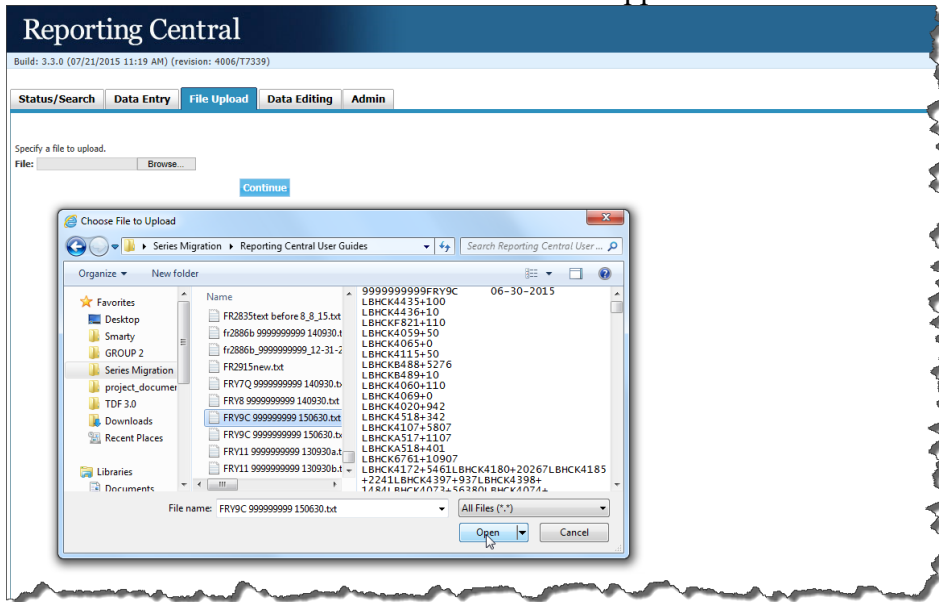 Reporting Central
Build: 3.3.0 (07/21/2015 11:19 AM) (revision: 4006/T7339)
Status/Search Data Entry File Upload Data Editing Admin
Specify a file to upload.
File: Browse...
Continue
Choose File to Upload
Series Migration Reporting Central User Guides Search Reporting Central User ...
Organize New folder
Favorites
Desktop
Smarty
GROUP 2
Series Migration
project_documen
TDF 3.0
Downloads
Recent Places
Libraries
Documents
Name
FR2835text before 8_8_15.txt
fr2886b 9999999999 140930.t
fr2886b_9999999999_12-31-2
FR2915new.txt
FRY7Q 9999999999 140930.tx
FRY8 9999999999 140930.txt
FRY9C 999999999 150630.txt
FRY9C 9999999999 150630.tx
FRY11 9999999999 130930a.t
FRY11 9999999999 130930b.t
9999999999FRY9C 06-30-2015
LBHCK4435+100
LBHCK4436+10
LBHCKF821+110
LBHCK4059+50
LBHCK4065+0
LBHCK4115+50
LBHCKB488+5276
LBHCKB489+10
LBHCK4060+110
LBHCK4069+0
LBHCK4020+942
LBHCK4518+342
LBHCK4107+5807
LBHCKA517+1107
LBHCKA518+401
LBHCK6761+10907
LBHCK4172+5461LBHCK4180+20267LBHCK4185
+2241LBHCK4397+937LBHCK4398+
1484LBHCK4073+56380LBHCK4074+
File name: FRY9C 999999999 150630.txt All Files (*.*)
Open Cancel